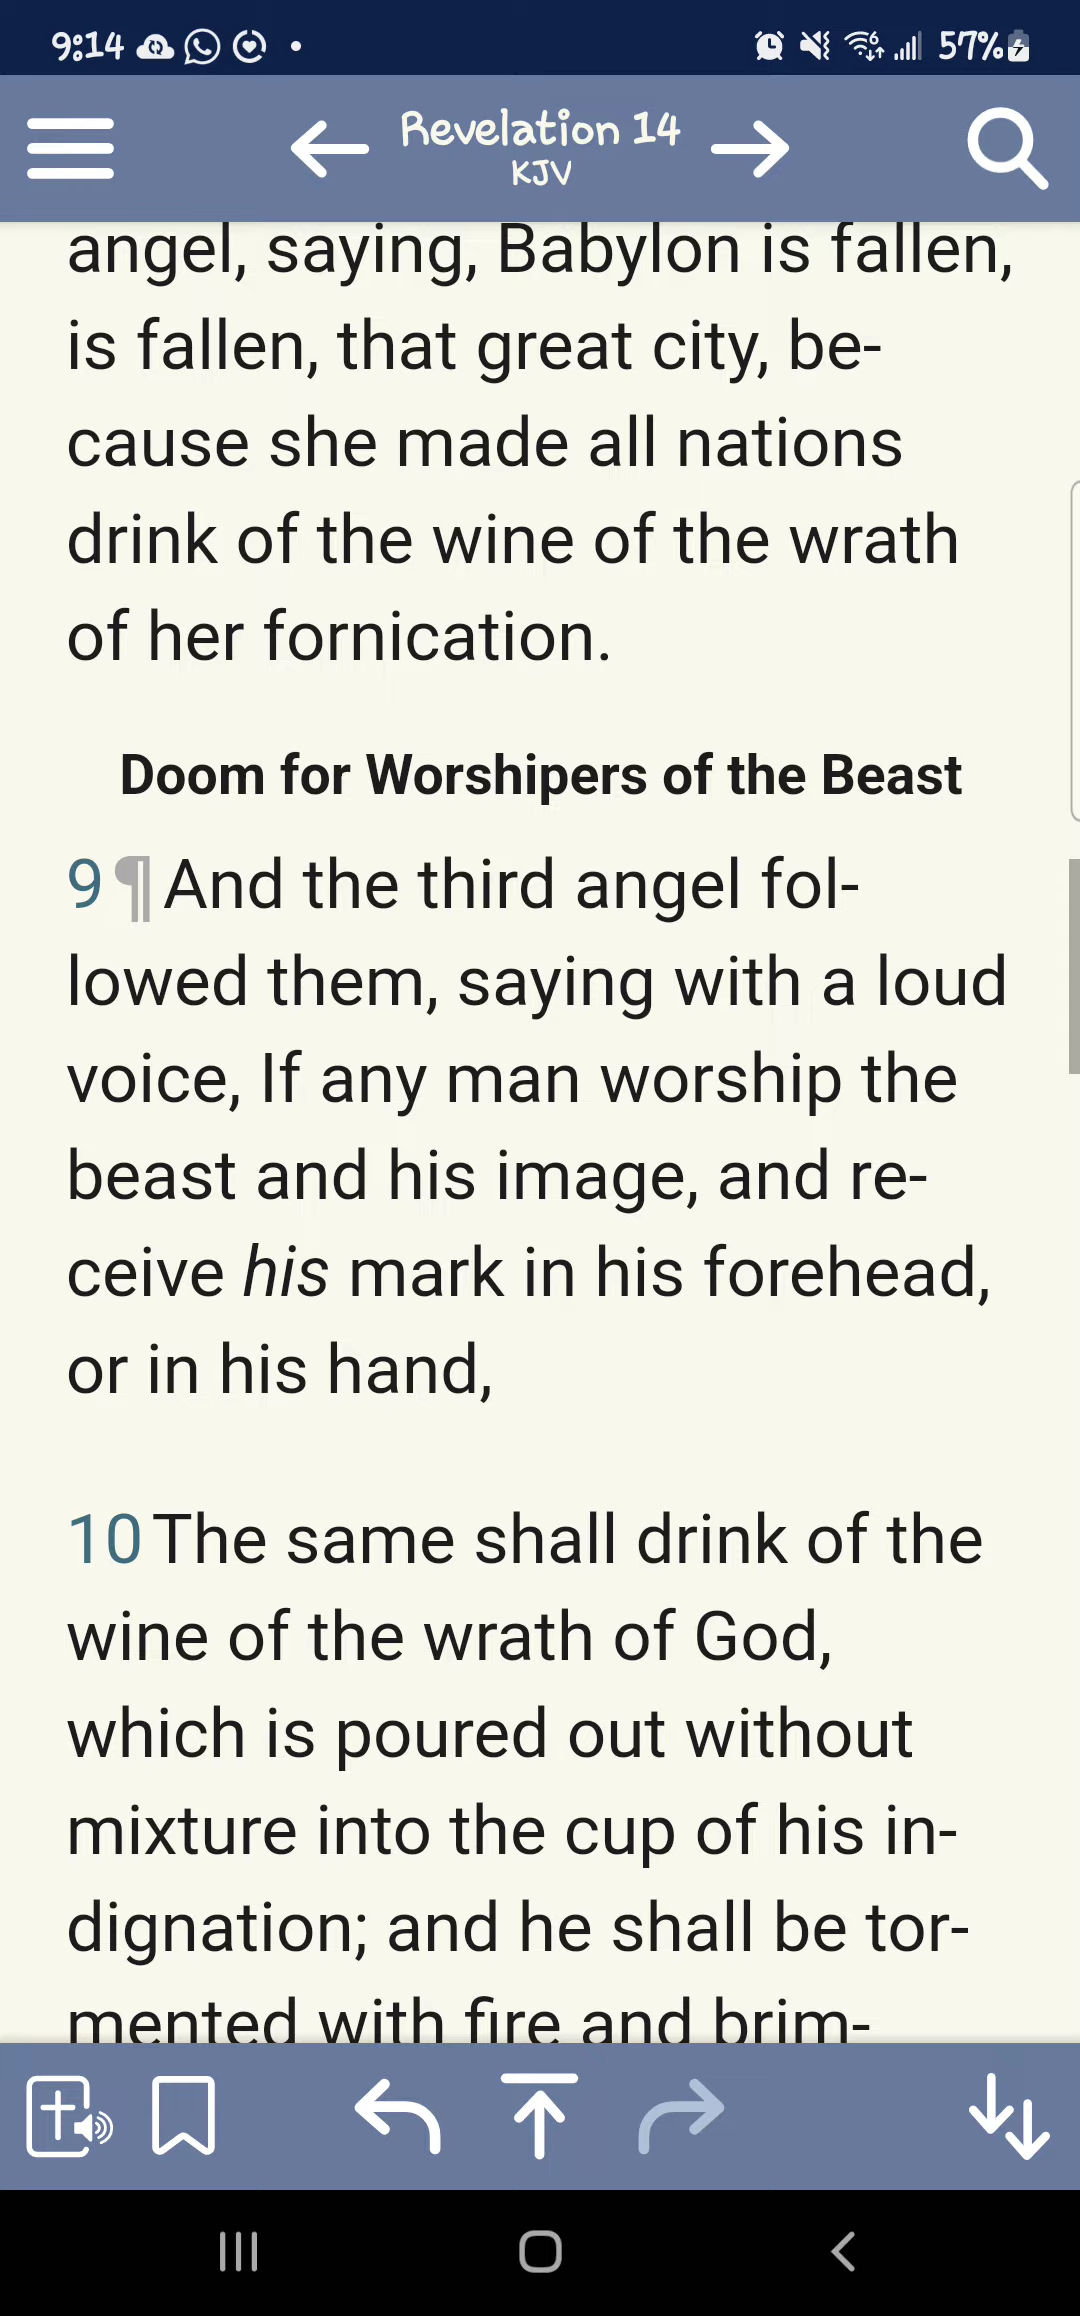 9:14 57%
Revelation 14
KJV
angel, saying, Babylon is fallen,
is fallen, that great city, be-
cause she made all nations
drink of the wine of the wrath
of her fornication.
Doom for Worshipers of the Beast
9 ¶ And the third angel fol-
lowed them, saying with a loud
voice, If any man worship the
beast and his image, and re-
ceive his mark in his forehead,
or in his hand,
10 The same shall drink of the
wine of the wrath of God,
which is poured out without
mixture into the cup of his in-
dignation; and he shall be tor-
mented with fire and brim-